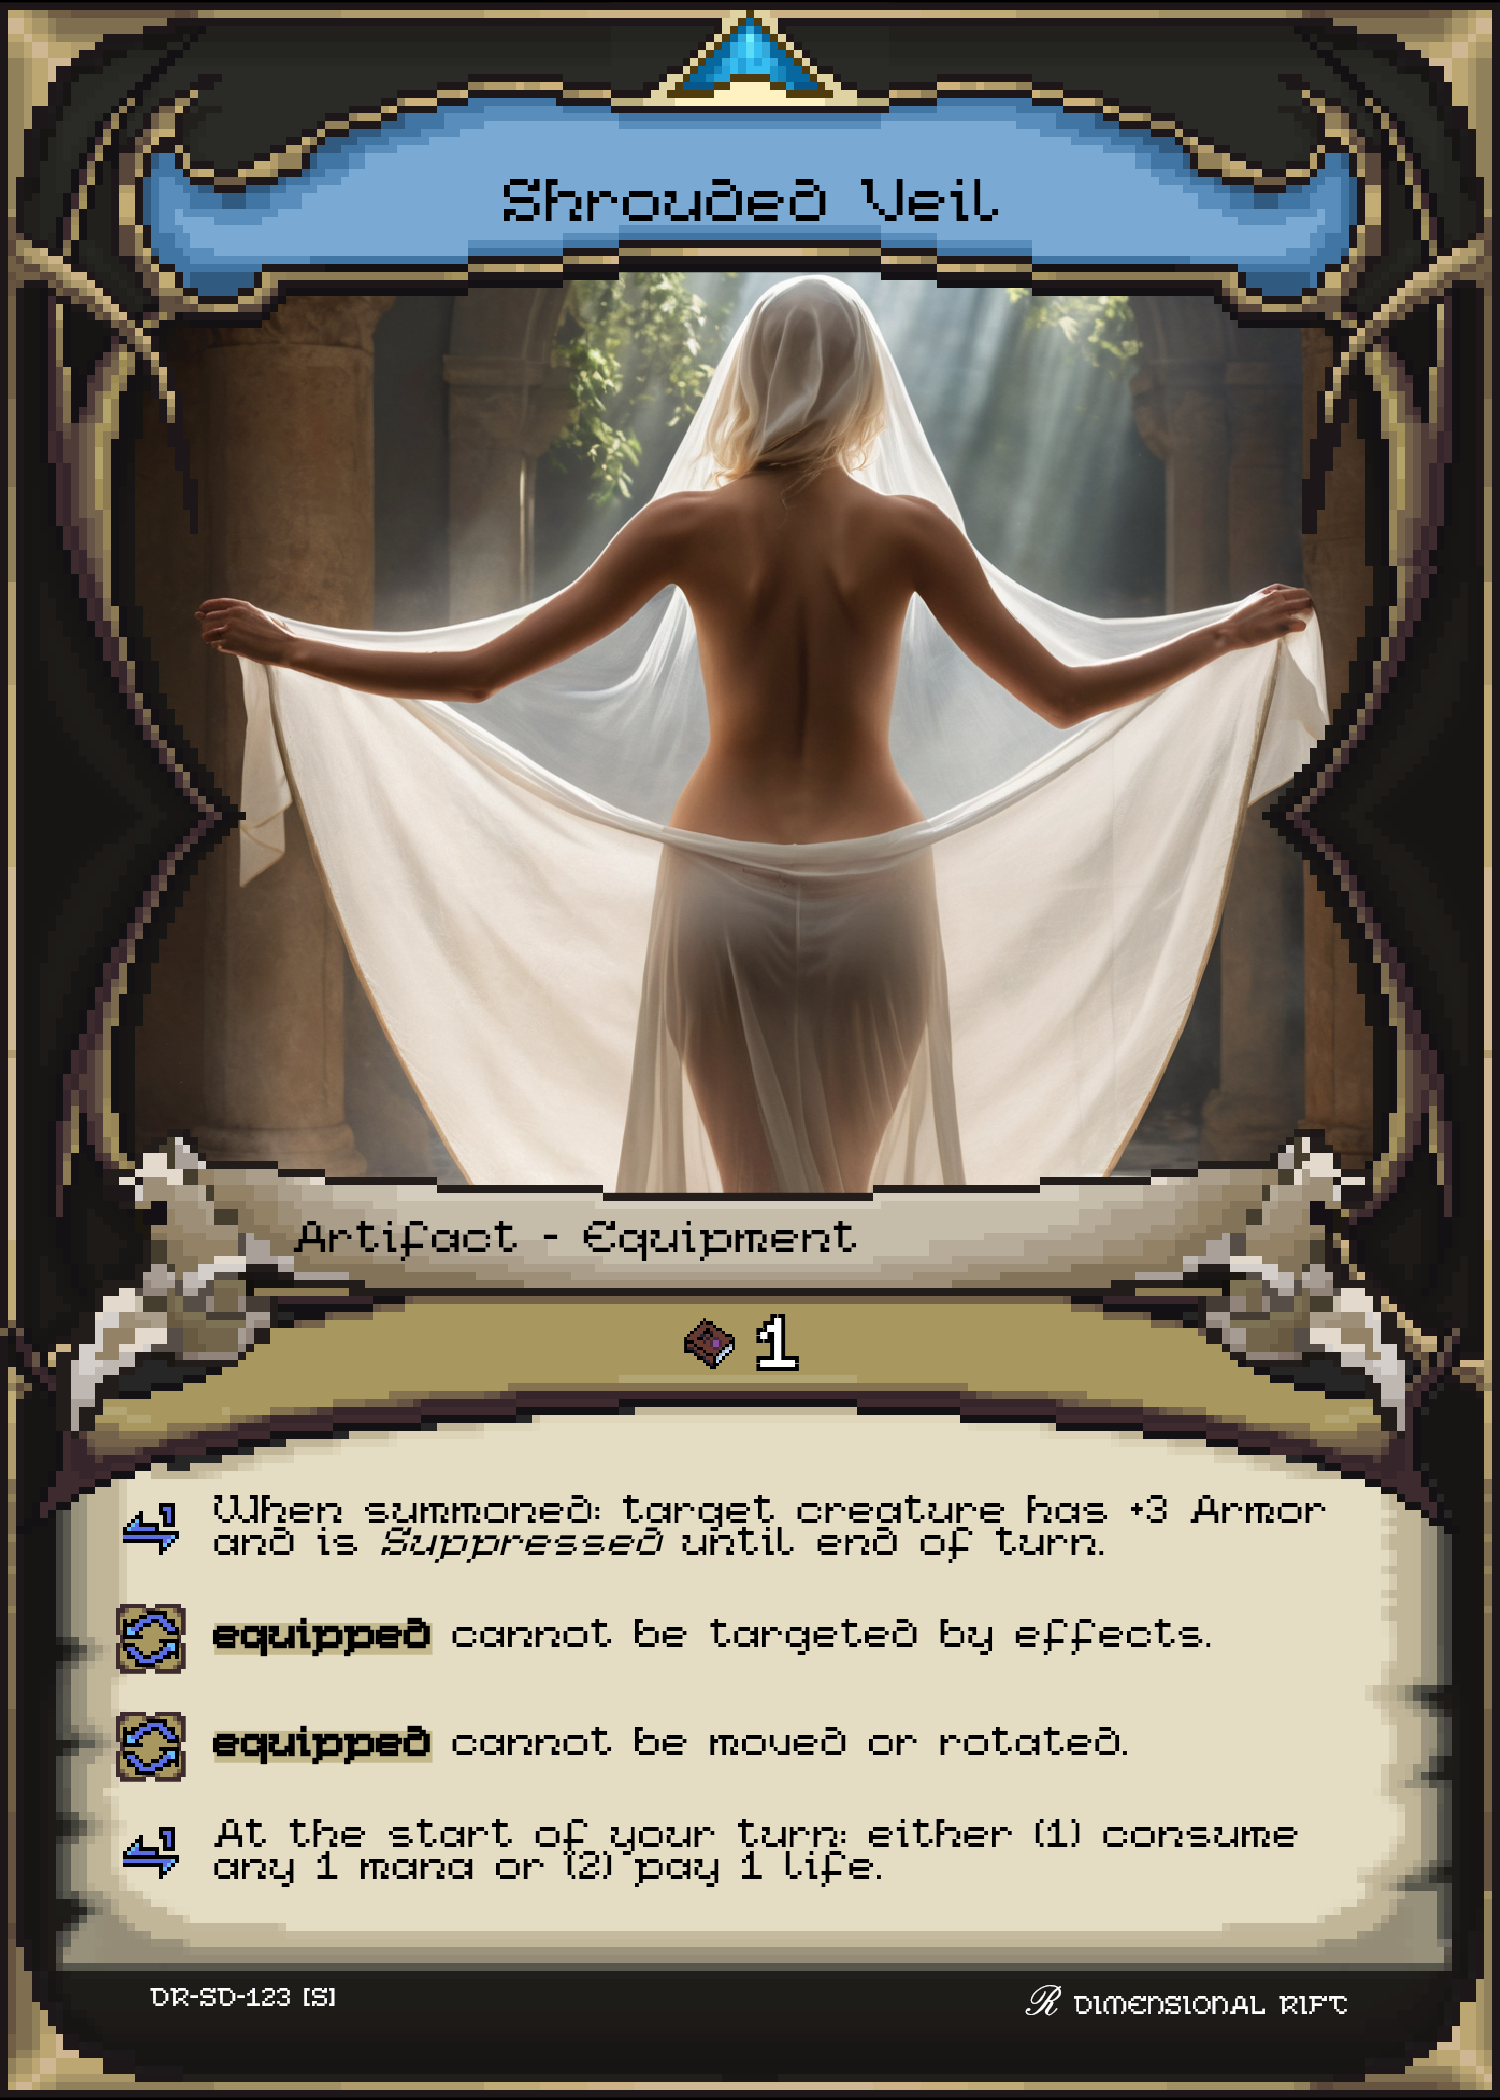 Shrouded Veil
Artifact - Equipment
1
When summoned: target creature has +3 Armor
and is Suppressed until end of turn.
equipped cannot be targeted by effects.
equipped cannot be moved or rotated.
At the start of your turn: either (1) consume
any 1 mana or (2) pay 1 life.
DR-SD-123 [S]
R DIMENSIONAL RIFT